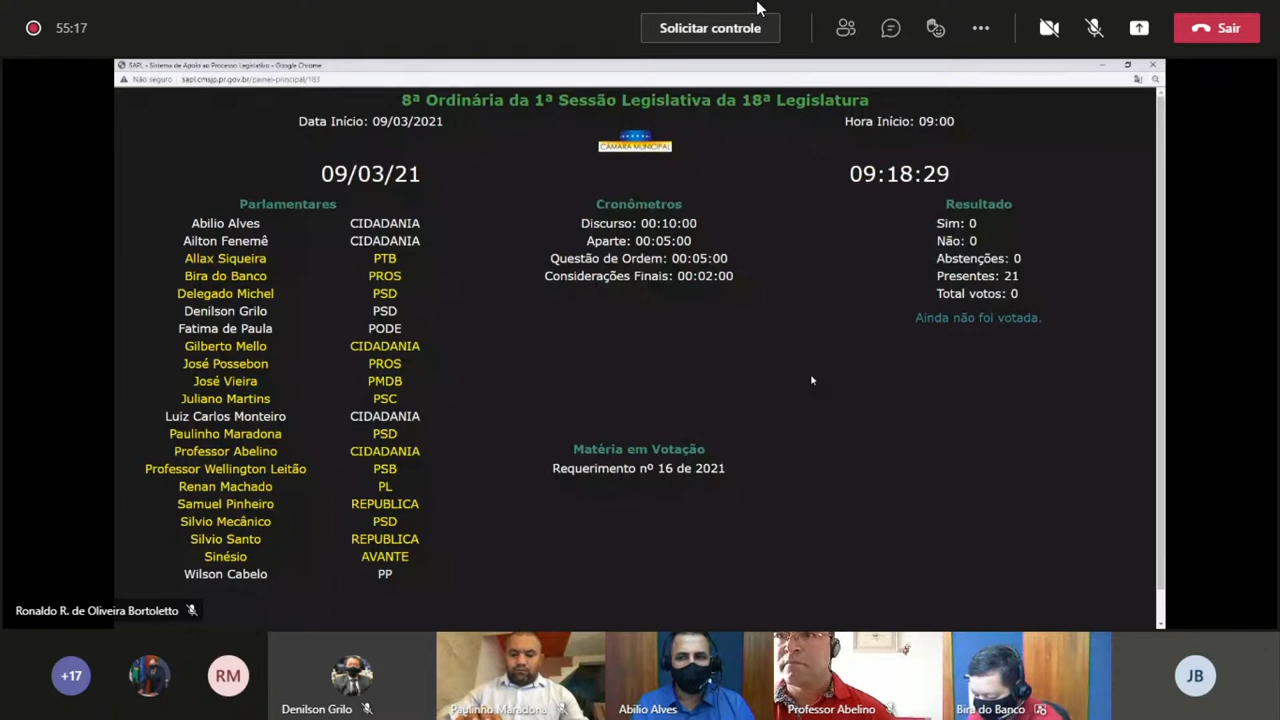 55:17
Solicitar controle
Sair
SAPL - Sistema de Apoio ao Processo Legislativo - Google Chrome
Não seguro | sapl.cmsjp.pr.gov.br/painel-principal/183
8ª Ordinária da 1ª Sessão Legislativa da 18ª Legislatura
Data Início: 09/03/2021
Hora Início: 09:00
CÂMARA MUNICIPAL
09/03/21
09:18:29
Parlamentares
Cronômetros
Resultado
Abilio Alves CIDADANIA
Discurso: 00:10:00
Sim: 0
Ailton Fenemê CIDADANIA
Aparte: 00:05:00
Não: 0
Allax Siqueira PTB
Questão de Ordem: 00:05:00
Abstenções: 0
Bira do Banco PROS
Considerações Finais: 00:02:00
Presentes: 21
Delegado Michel PSD
Total votos: 0
Denilson Grilo PSD
Ainda não foi votada.
Fatima de Paula PODE
Gilberto Mello CIDADANIA
José Possebon PROS
José Vieira PMDB
Juliano Martins PSC
Luiz Carlos Monteiro CIDADANIA
Paulinho Maradona PSD
Matéria em Votação
Professor Abelino CIDADANIA
Requerimento nº 16 de 2021
Professor Wellington Leitão PSB
Renan Machado PL
Samuel Pinheiro REPUBLICA
Silvio Mecânico PSD
Silvio Santo REPUBLICA
Sinésio AVANTE
Wilson Cabelo PP
Ronaldo R. de Oliveira Bortoletto
+17
RM
Denilson Grilo
Paulinho Maradona
Abilio Alves
Professor Abelino
Bira do Banco
JB